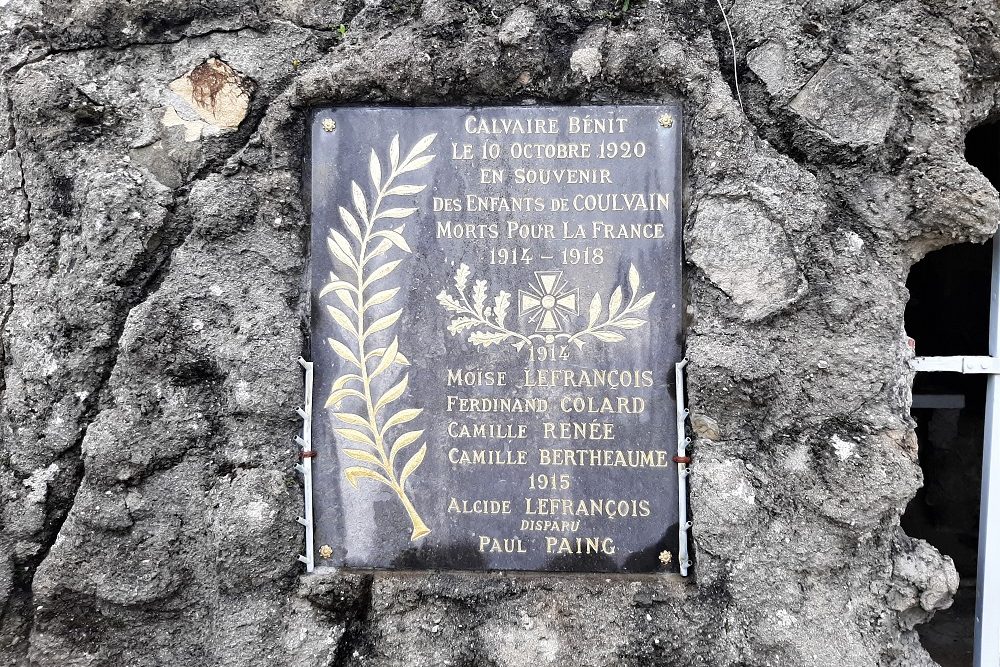 CALVAIRE BÉNIT
LE 10 OCTOBRE 1920
EN SOUVENIR
DES ENFANTS DE COULVAIN
MORTS POUR LA FRANCE
1914 - 1918
1914
MOÏSE LEFRANÇOIS
FERDINAND COLARD
CAMILLE RENÉE
CAMILLE BERTHEAUME
1915
ALCIDE LEFRANÇOIS
DISPARU
PAUL PAING